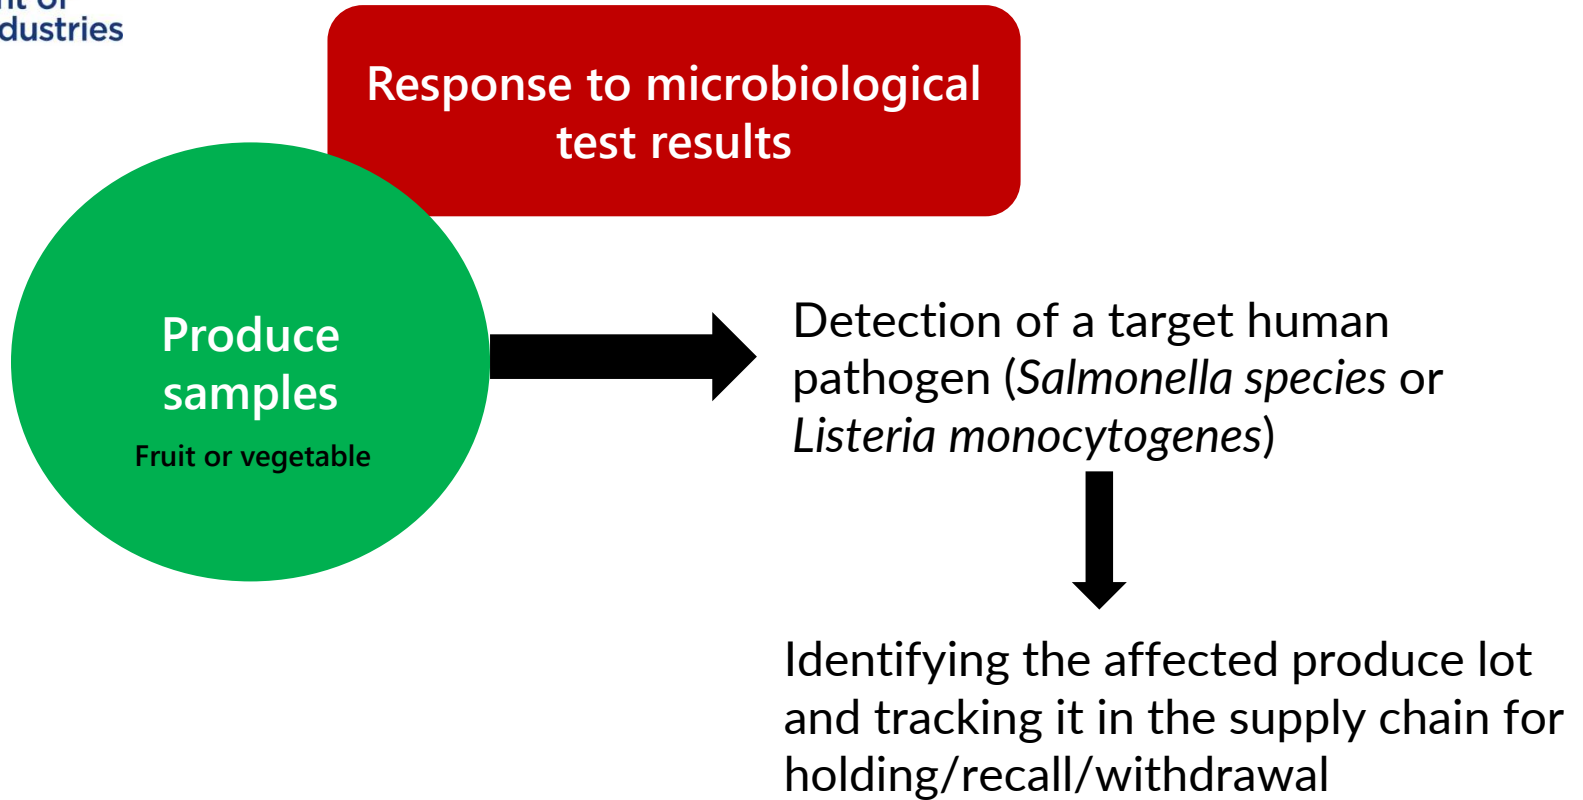 dustries
Response to microbiological
test results
Produce
samples
Fruit or vegetable
Detection of a target human
pathogen (Salmonella species or
Listeria monocytogenes)
Identifying the affected produce lot
and tracking it in the supply chain for
holding/recall/withdrawal